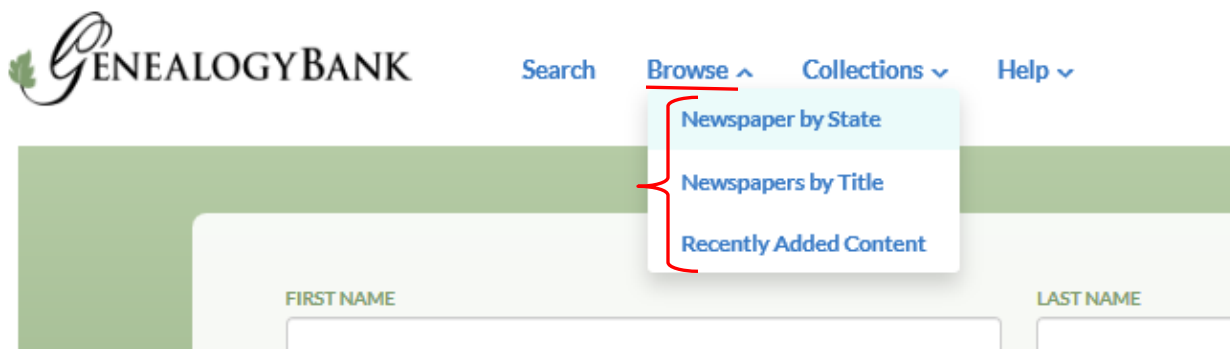 GENEALOGYBANK
Search Browse Collections Help
Newspaper by State
Newspapers by Title
Recently Added Content
FIRST NAME LAST NAME